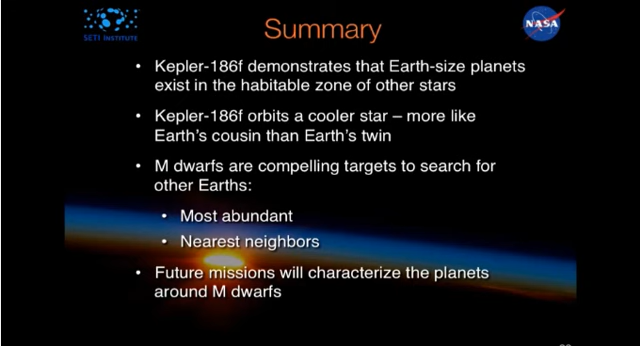 SETI INSTITUTE
Summary
NASA
• Kepler-186f demonstrates that Earth-size planets
exist in the habitable zone of other stars
• Kepler-186f orbits a cooler star – more like
Earth's cousin than Earth's twin
• M dwarfs are compelling targets to search for
other Earths:
• Most abundant
• Nearest neighbors
• Future missions will characterize the planets
around M dwarfs